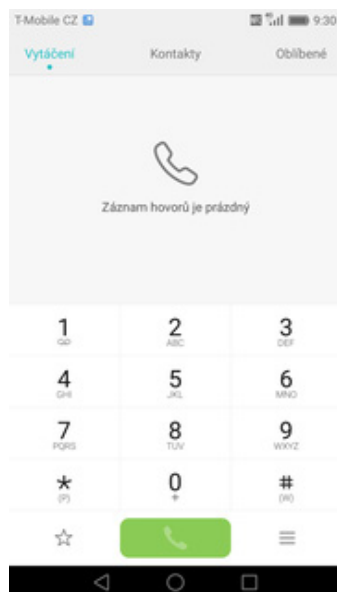 T-Mobile CZ 9:30
Vytáčení Kontakty Oblíbené
Záznam hovorů je prázdný
1 2 3
ABC DEF
4 5 6
GHI JKL MNO
7 8 9
PQRS TUV WXYZ
* 0 #
(P) + (W)